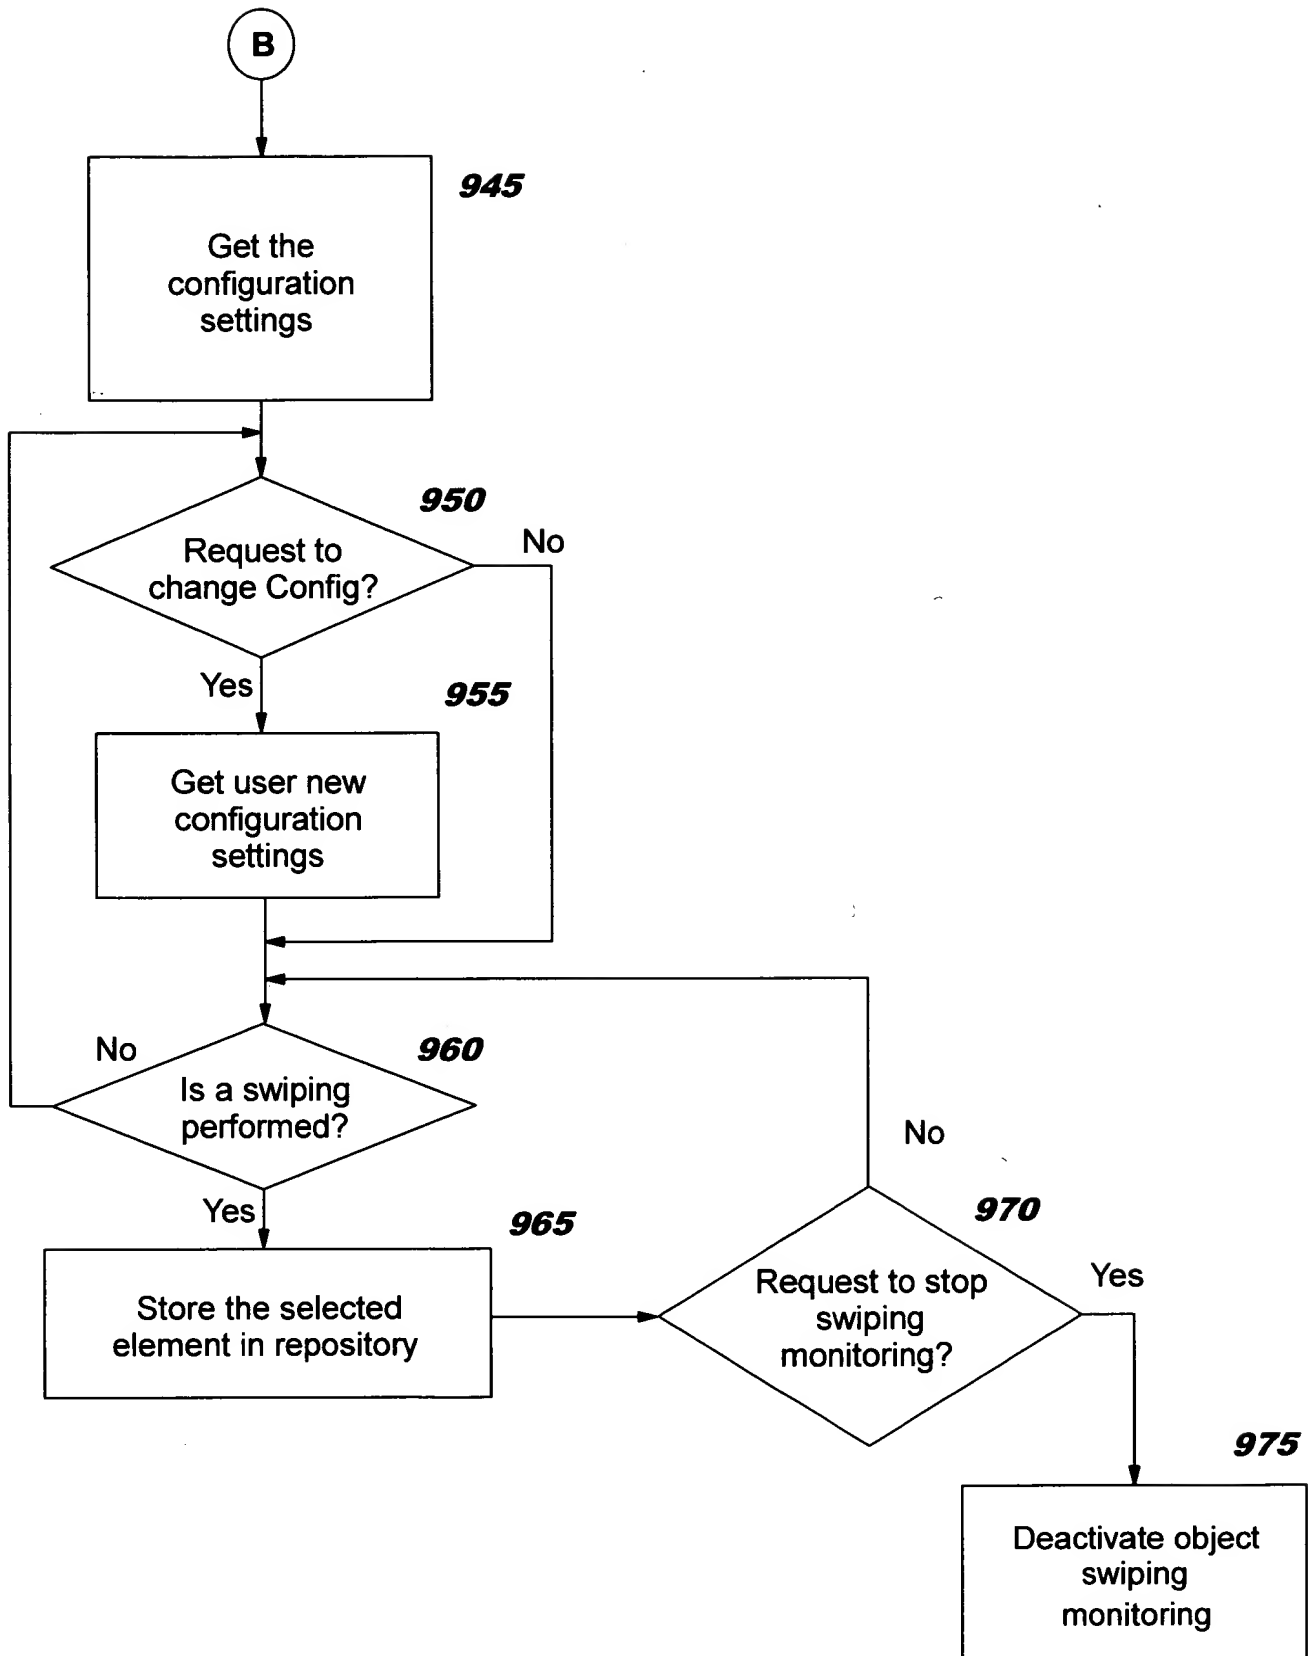 B
945
Get the
configuration
settings
950
No
Request to
change Config?
Yes
955
Get user new
configuration
settings
No
960
Is a swiping
performed?
No
Yes
965
970
Store the selected
element in repository
Request to stop
swiping
monitoring?
Yes
975
Deactivate object
swiping
monitoring